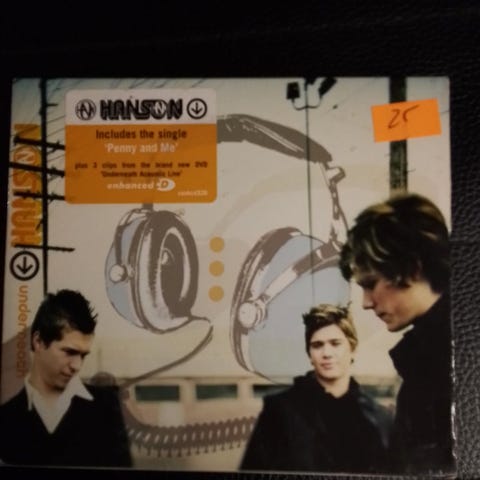 HANSON
Includes the single
'Penny and Me'
plus 3 clips from the brand new DVD
'Underneath Acoustic Live'
enhanced CD
25
HANSON
underneath